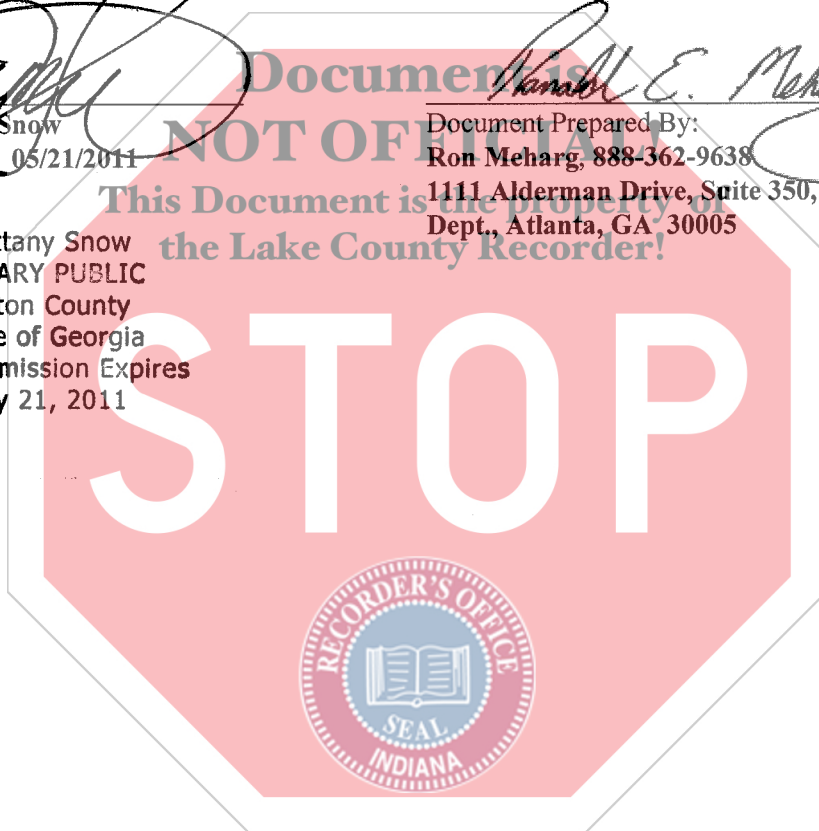 Document is
NOT OFFICIAL!
This Document is the property of
the Lake County Recorder!
Snow
05/21/2011
E.
Document Prepared By:
Ron Meharg, 888-362-9638
1111 Alderman Drive, Suite 350,
Dept., Atlanta, GA 30005
ttany Snow
ARY PUBLIC
ton County
e of Georgia
mission Expires
y 21, 2011
STOP
RECORDER'S OFFICE
SEAL
INDIANA